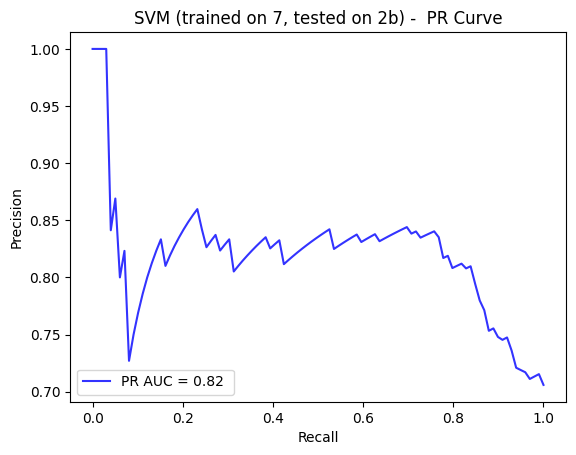 SVM (trained on 7, tested on 2b) -  PR Curve
1.00
0.95
0.90
0.85
0.80
0.75
0.70
Precision
PR AUC = 0.82
0.0 0.2 0.4 0.6 0.8 1.0
Recall